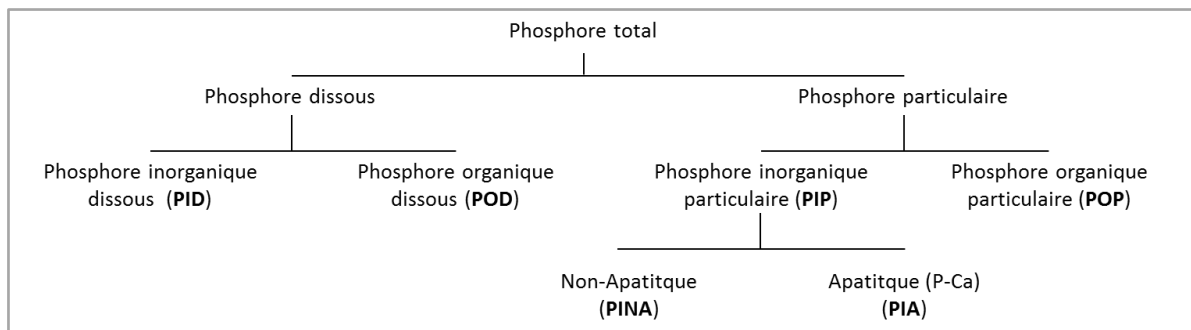 Phosphore total
Phosphore dissous
Phosphore particulaire
Phosphore inorganique
dissous (PID)
Phosphore organique
dissous (POD)
Phosphore inorganique
particulaire (PIP)
Phosphore organique
particulaire (POP)
Non-Apatitque
(PINA)
Apatitque (P-Ca)
(PIA)